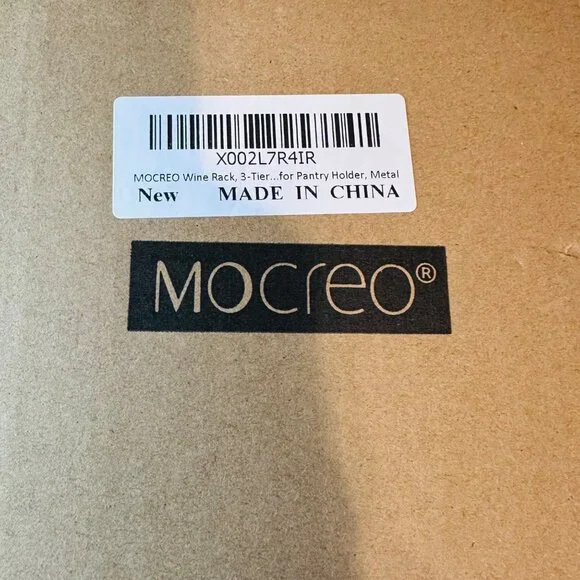 X002L7R4IR
MOCREO Wine Rack, 3-Tier...for Pantry Holder, Metal
New MADE IN CHINA
Mocreo®